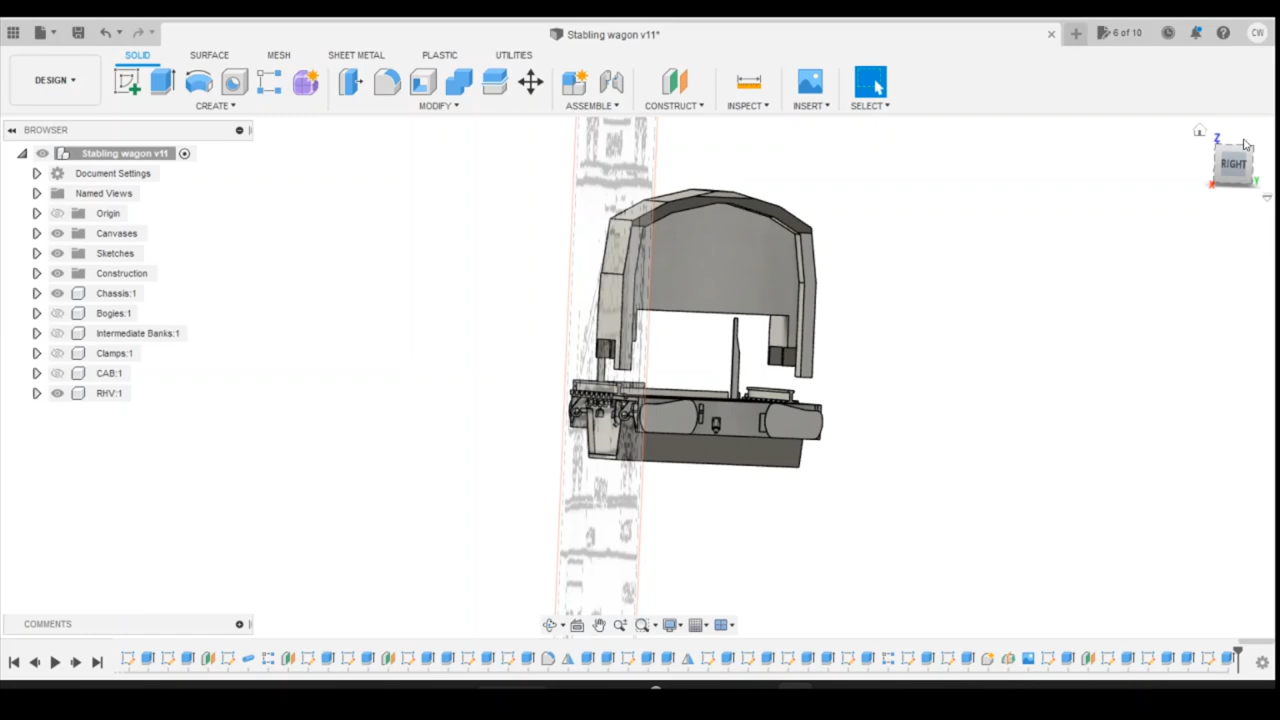 Stabling wagon v11*
6 of 10
CW
SOLID SURFACE MESH SHEET METAL PLASTIC UTILITIES
DESIGN
CREATE MODIFY ASSEMBLE CONSTRUCT INSPECT INSERT SELECT
BROWSER
Stabling wagon v11
Document Settings
Named Views
Origin
Canvases
Sketches
Construction
Chassis:1
Bogies:1
Intermediate Banks:1
Clamps:1
CAB:1
RHV:1
Z
RIGHT
X Y
COMMENTS